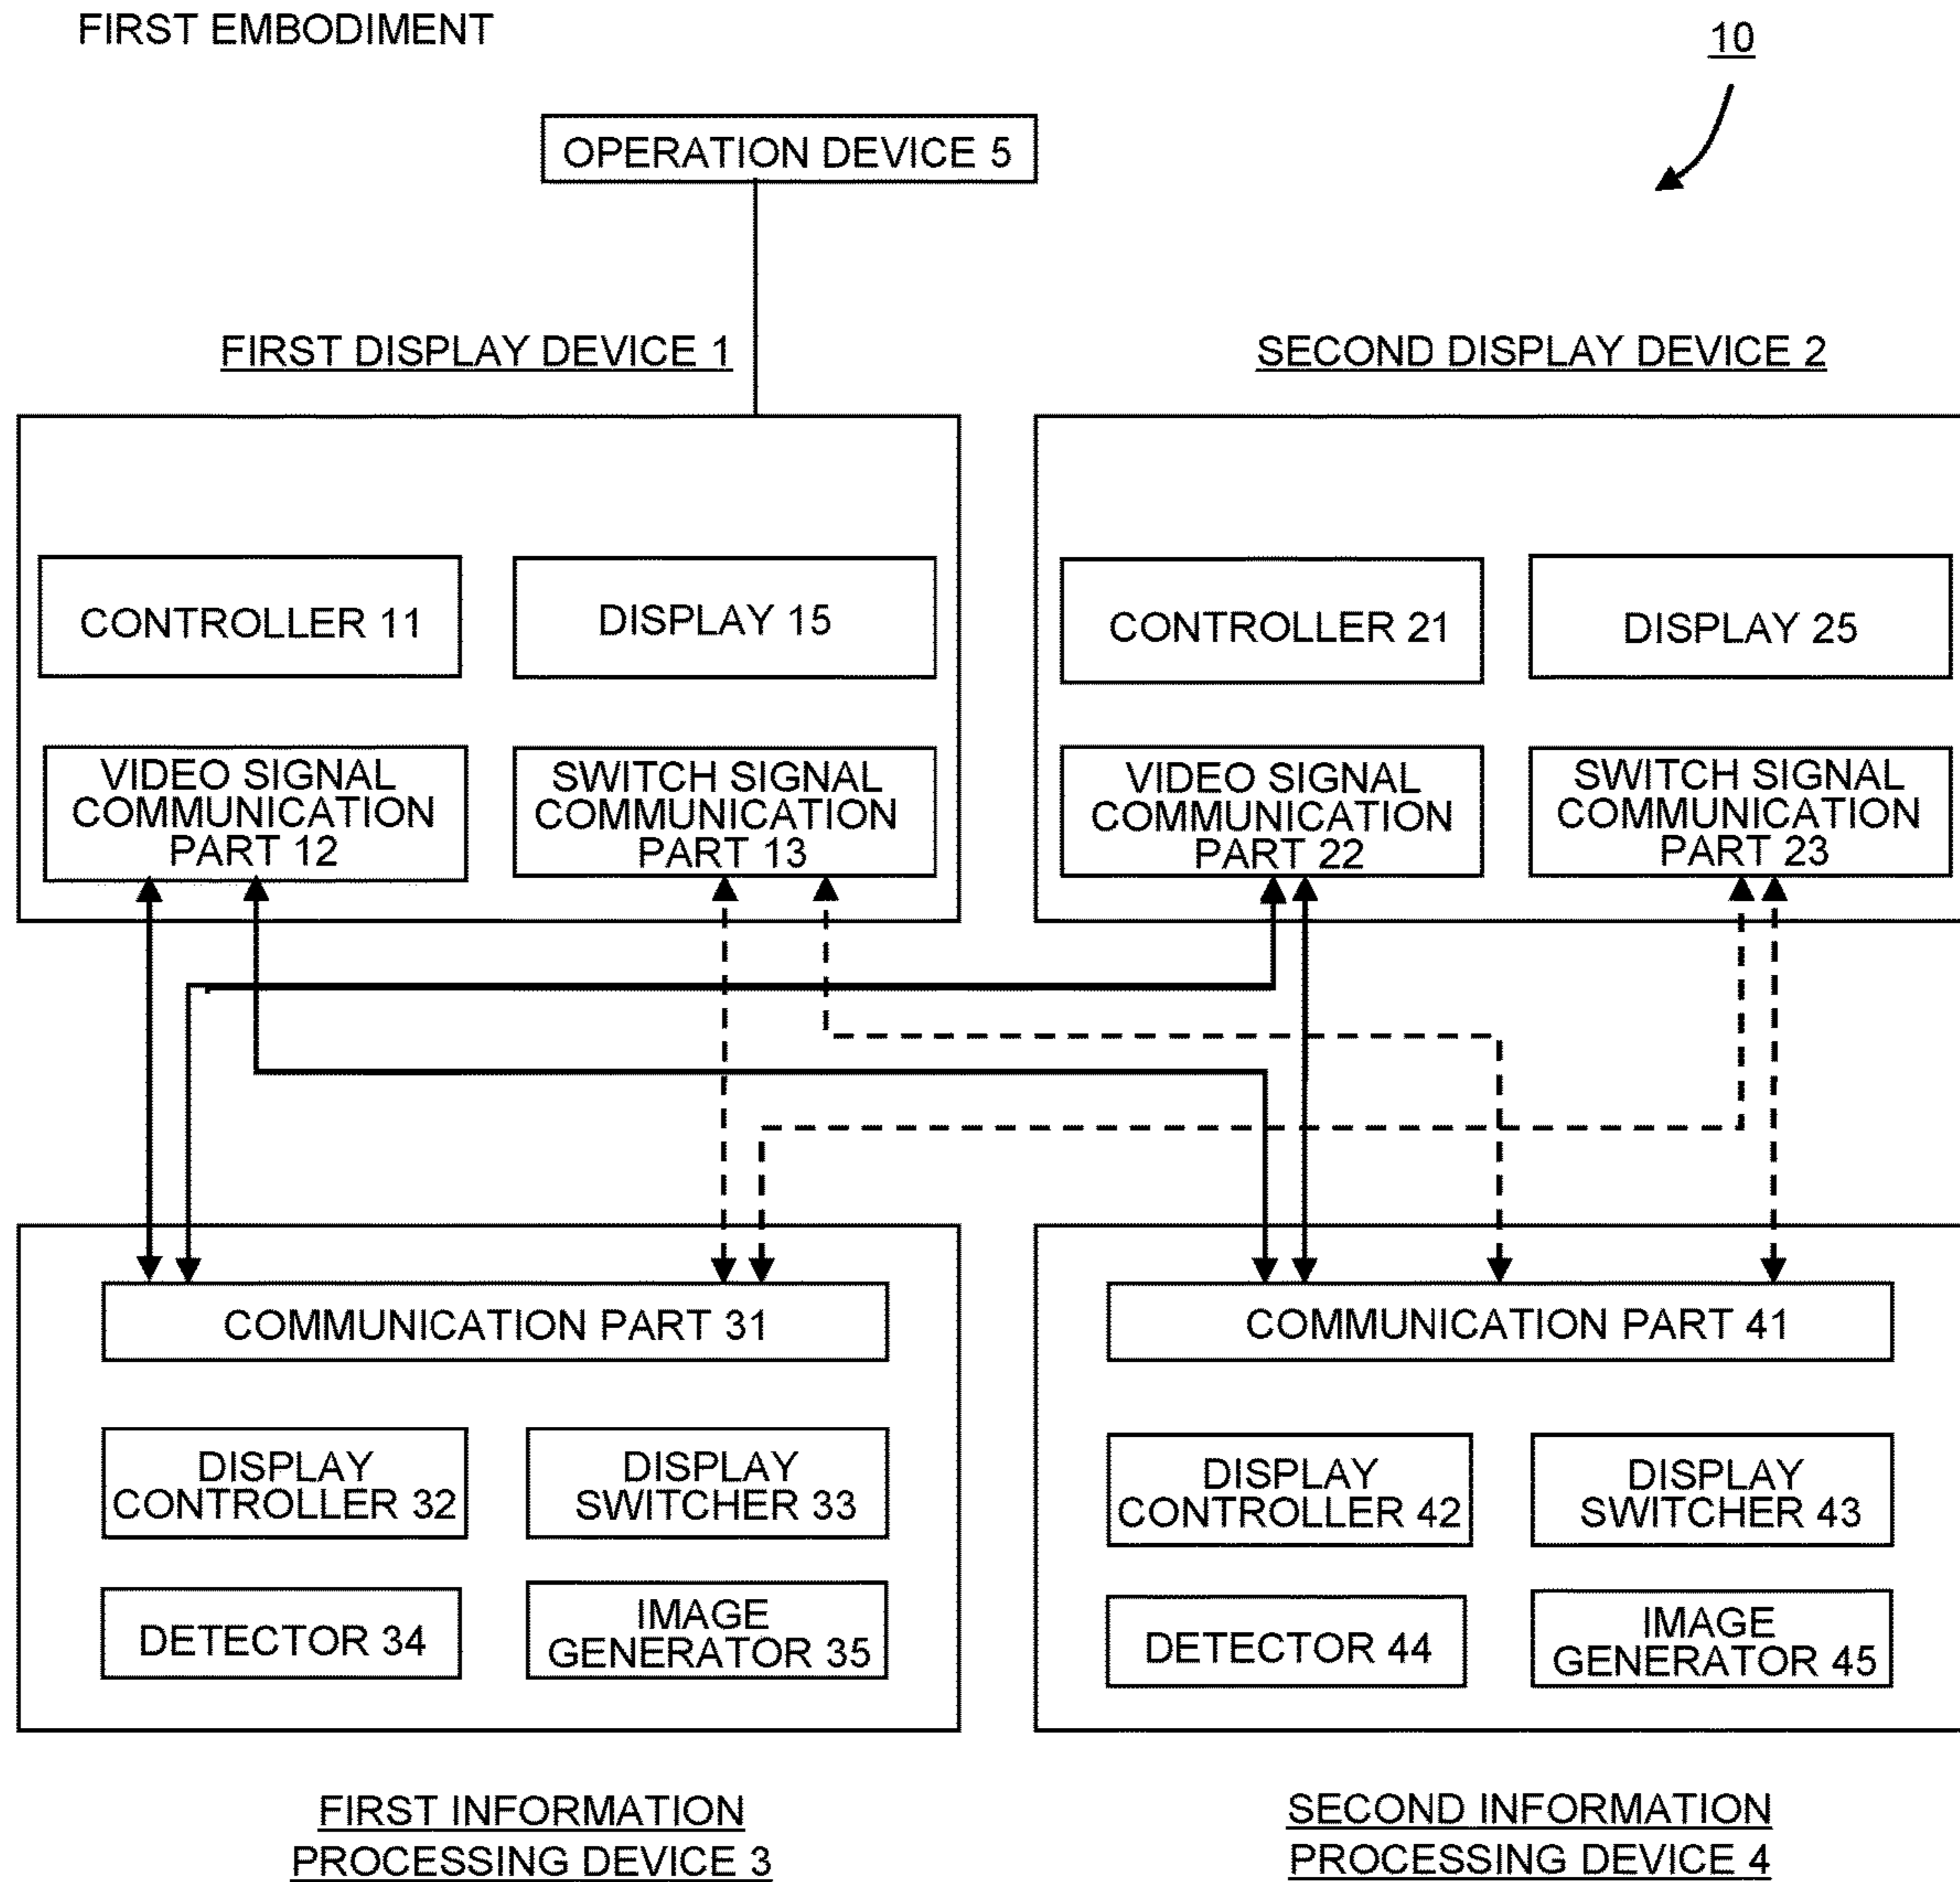 FIRST EMBODIMENT
10
OPERATION DEVICE 5
FIRST DISPLAY DEVICE 1
SECOND DISPLAY DEVICE 2
CONTROLLER 11
DISPLAY 15
CONTROLLER 21
DISPLAY 25
VIDEO SIGNAL
COMMUNICATION
PART 12
SWITCH SIGNAL
COMMUNICATION
PART 13
VIDEO SIGNAL
COMMUNICATION
PART 22
SWITCH SIGNAL
COMMUNICATION
PART 23
COMMUNICATION PART 31
COMMUNICATION PART 41
DISPLAY
CONTROLLER 32
DISPLAY
SWITCHER 33
DISPLAY
CONTROLLER 42
DISPLAY
SWITCHER 43
DETECTOR 34
IMAGE
GENERATOR 35
DETECTOR 44
IMAGE
GENERATOR 45
FIRST INFORMATION
PROCESSING DEVICE 3
SECOND INFORMATION
PROCESSING DEVICE 4